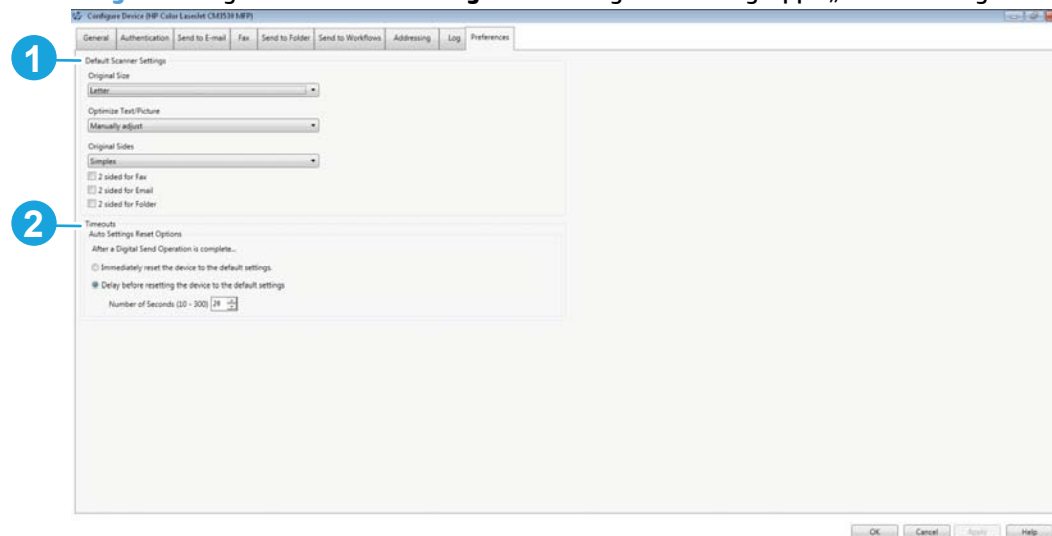 Configure Device (HP Color LaserJet CM3530 MFP)
General Authentication Send to E-mail Fax Send to Folder Send to Workflows Addressing Log Preferences
1
Default Scanner Settings
Original Size
Letter
Optimize Text/Picture
Manually adjust
Original Sides
Simplex
2 sided for Fax
2 sided for Email
2 sided for Folder
2
Timeouts
Auto Settings Reset Options
After a Digital Send Operation is complete...
Immediately reset the device to the default settings.
Delay before resetting the device to the default settings
Number of Seconds (10 - 300) 20
OK Cancel Apply Help